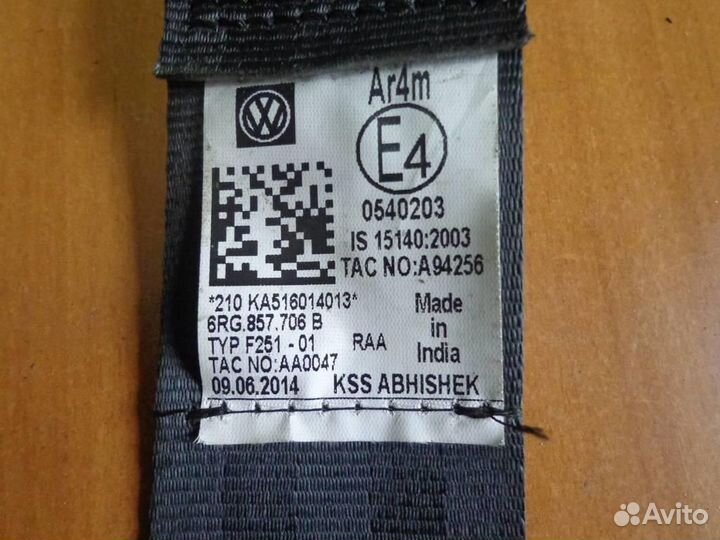 VW
Ar4m
E4
0540203
IS 15140:2003
TAC NO:A94256
*210 KA516014013*
6RG.857.706 B
TYP F251 - 01 RAA
TAC NO:AA0047
09.06.2014
Made
in
India
KSS ABHISHEK
Avito